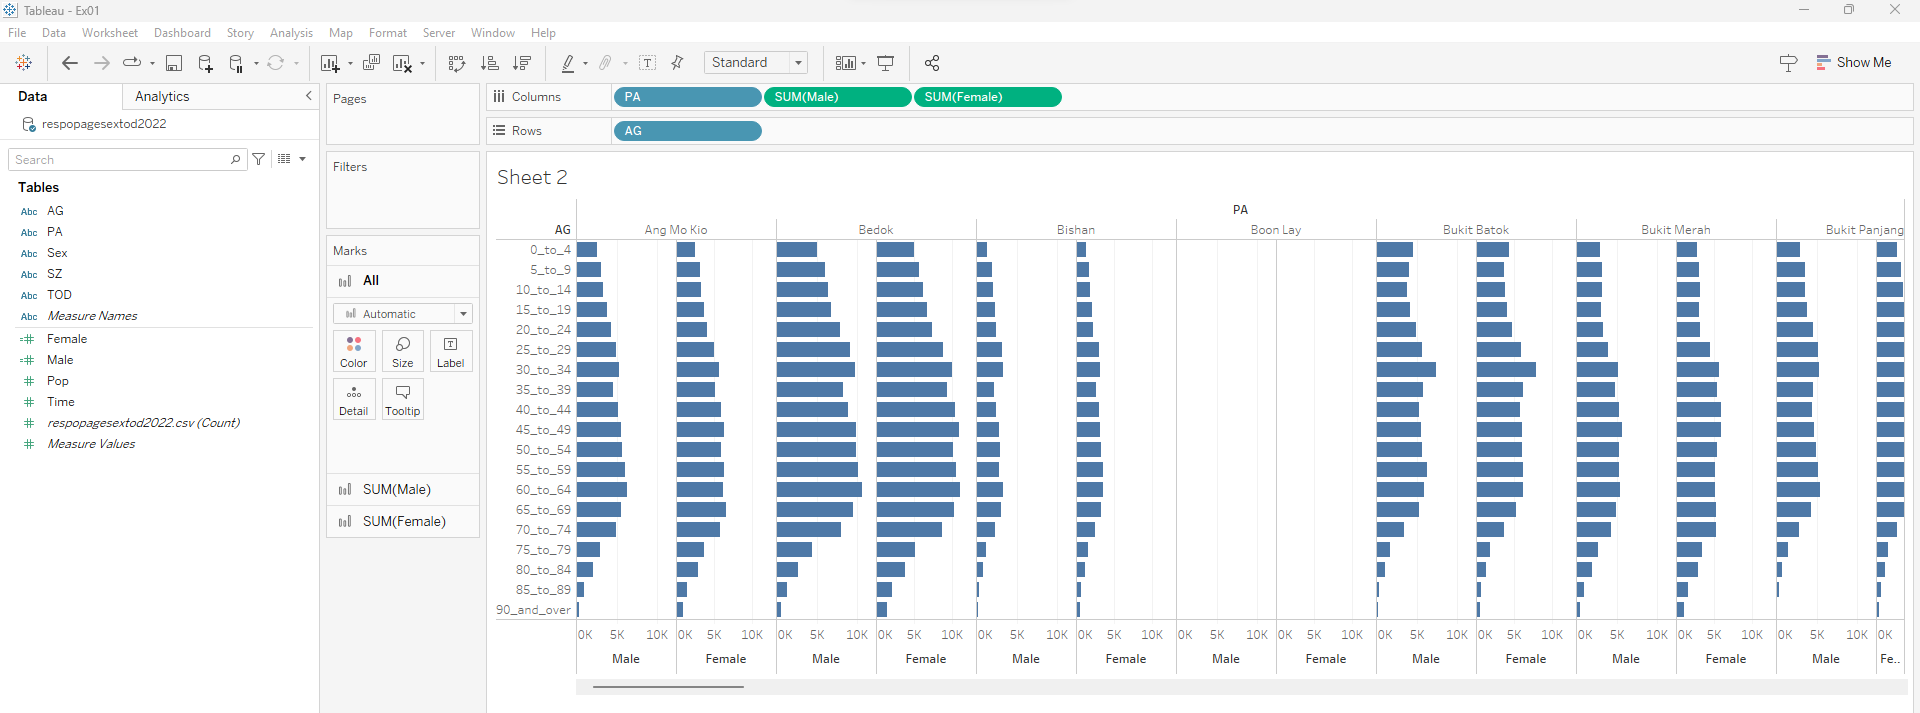 Tableau - Ex01
File Data Worksheet Dashboard Story Analysis Map Format Server Window Help
Standard
Show Me
Data Analytics
respopagesextod2022
Search
Tables
Abc AG
Abc PA
Abc Sex
Abc SZ
Abc TOD
Abc Measure Names
Female
Male
Pop
Time
respopagesextod2022.csv (Count)
Measure Values
Pages
Filters
Marks
All
Automatic
Color Size Label
Detail Tooltip
SUM(Male)
SUM(Female)
Columns PA SUM(Male) SUM(Female)
Rows AG
Sheet 2
PA
AG Ang Mo Kio Bedok Bishan Boon Lay Bukit Batok Bukit Merah Bukit Panjang
0_to_4
5_to_9
10_to_14
15_to_19
20_to_24
25_to_29
30_to_34
35_to_39
40_to_44
45_to_49
50_to_54
55_to_59
60_to_64
65_to_69
70_to_74
75_to_79
80_to_84
85_to_89
90_and_over
0K 5K 10K 0K 5K 10K 0K 5K 10K 0K 5K 10K 0K 5K 10K 0K 5K 10K 0K 5K 10K 0K 5K 10K 0K 5K 10K 0K 5K 10K 0K 5K 10K 0K 5K 10K 0K 5K 10K 0K
Male Female Male Female Male Female Male Female Male Female Male Female Male Fe..